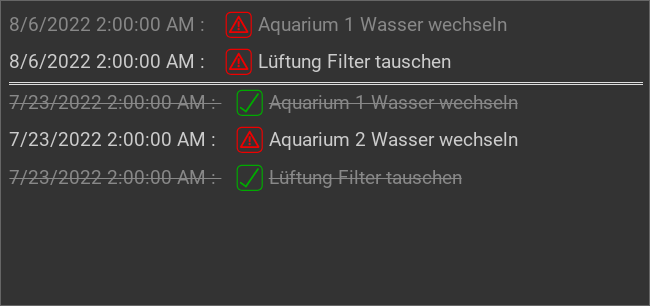 8/6/2022 2:00:00 AM : Aquarium 1 Wasser wechseln
8/6/2022 2:00:00 AM : Lüftung Filter tauschen
7/23/2022 2:00:00 AM : Aquarium 1 Wasser wechseln
7/23/2022 2:00:00 AM : Aquarium 2 Wasser wechseln
7/23/2022 2:00:00 AM : Lüftung Filter tauschen